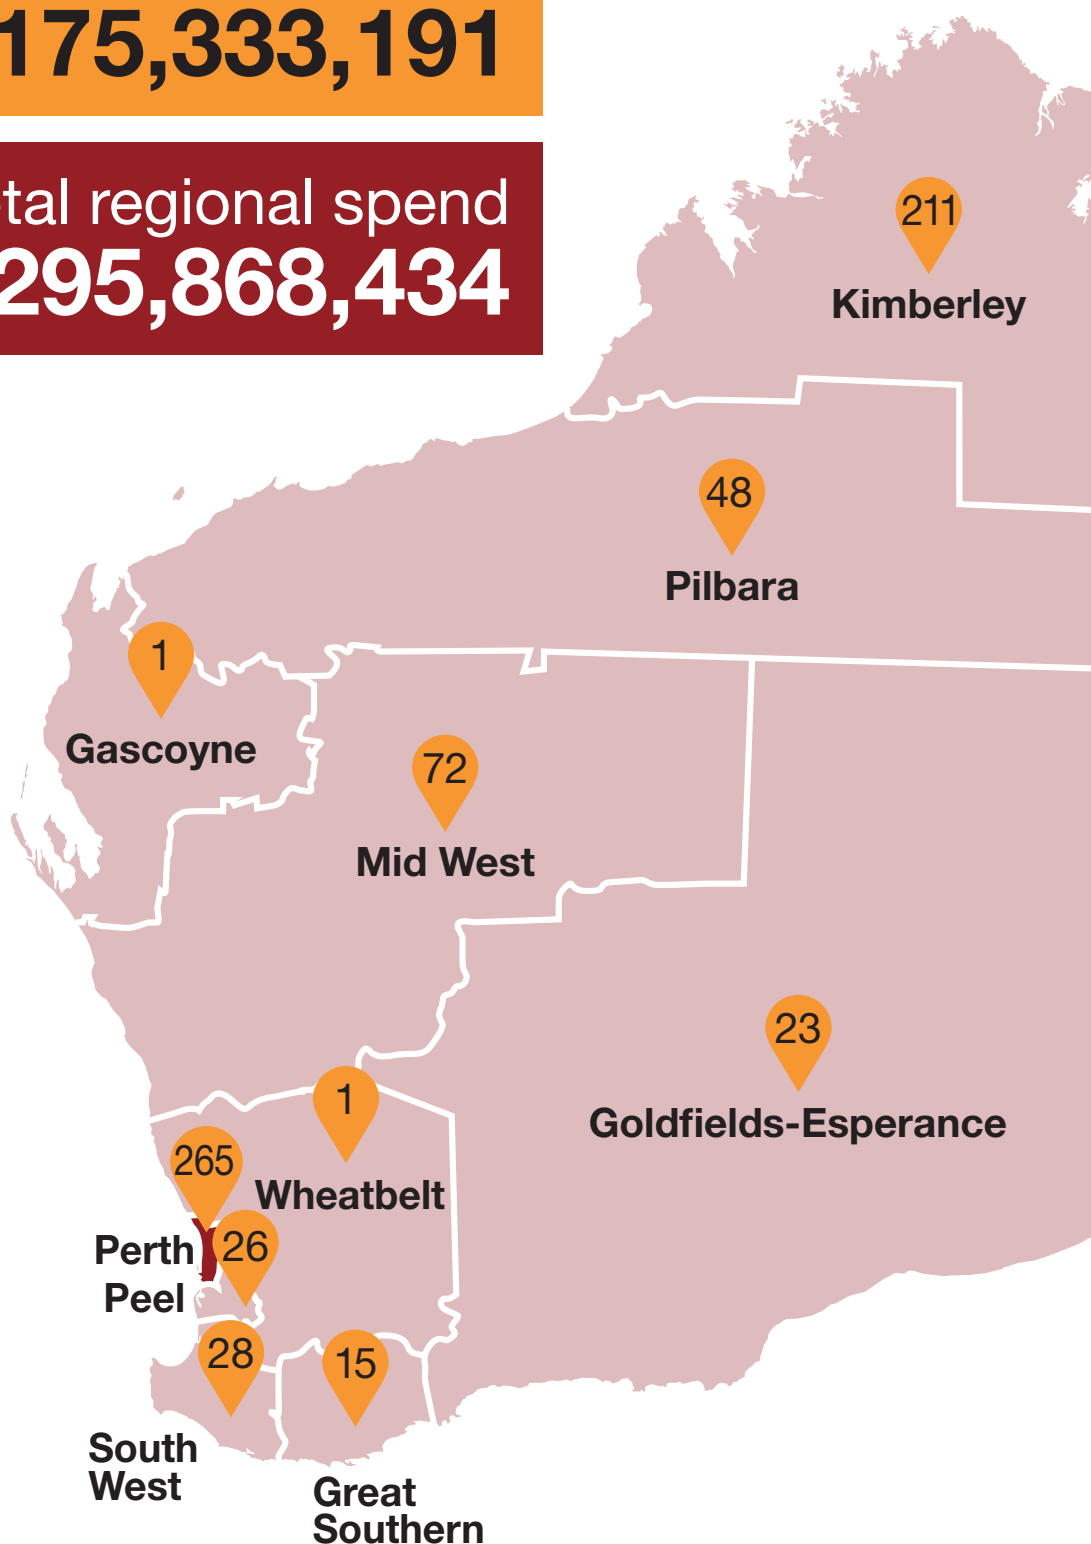 175,333,191
tal regional spend
295,868,434
211
Kimberley
48
Pilbara
1
Gascoyne
72
Mid West
23
Goldfields-Esperance
1
Wheatbelt
265
Perth
26
Peel
28
South
West
15
Great
Southern